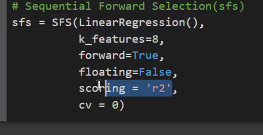 # Sequential Forward Selection(sfs)
sfs = SFS(LinearRegression(),
k_features=8,
forward=True,
floating=False,
scoring = 'r2',
cv = 0)